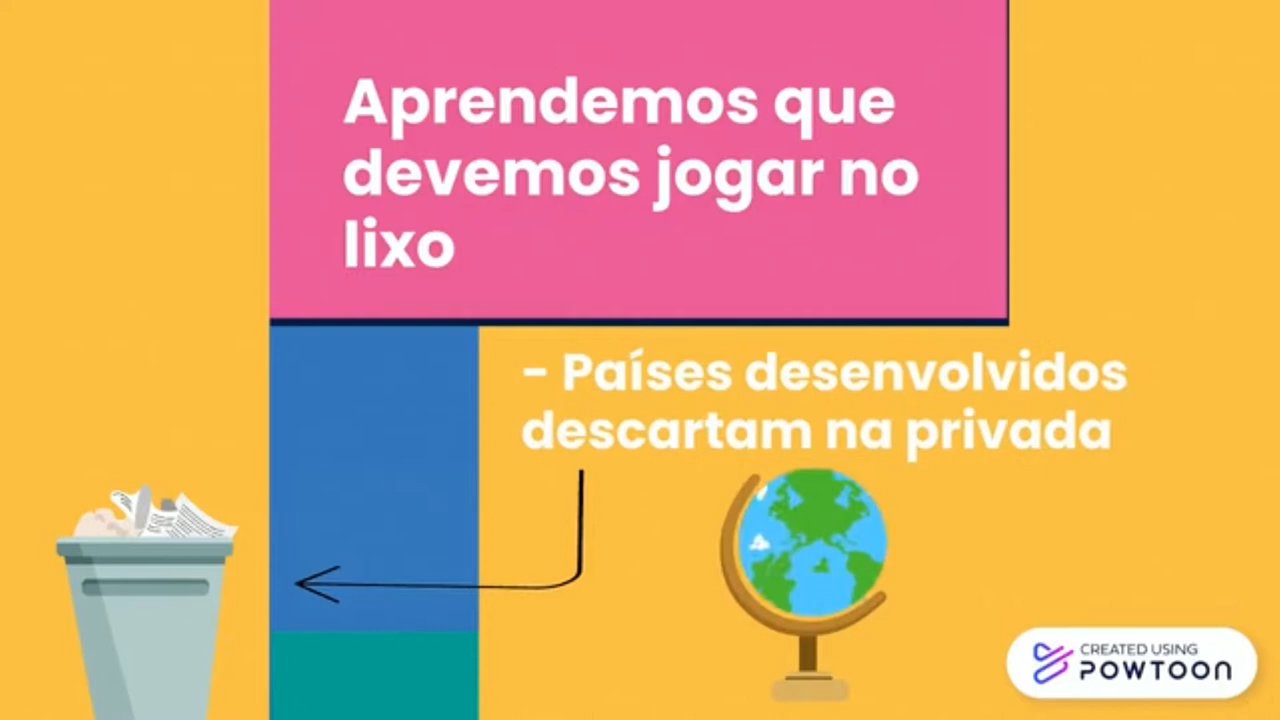 Aprendemos que
devemos jogar no
lixo
- Países desenvolvidos
descartam na privada
CREATED USING
POWTOON